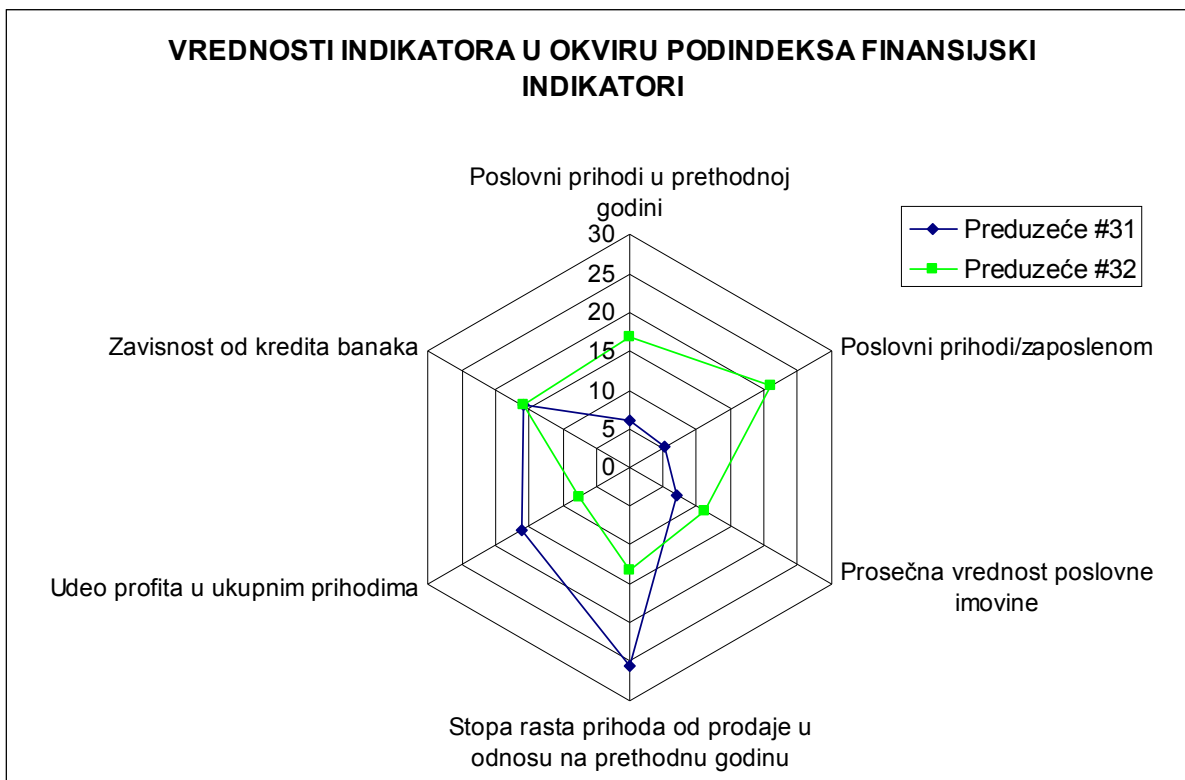 VREDNOSTI INDIKATORA U OKVIRU PODINDEKSA FINANSIJSKI
INDIKATORI
Poslovni prihodi u prethodnoj
godini
Preduzeće #31
Preduzeće #32
30
25
20
15
10
5
0
Zavisnost od kredita banaka
Poslovni prihodi/zaposlenom
Udeo profita u ukupnim prihodima
Prosečna vrednost poslovne
imovine
Stopa rasta prihoda od prodaje u
odnosu na prethodnu godinu